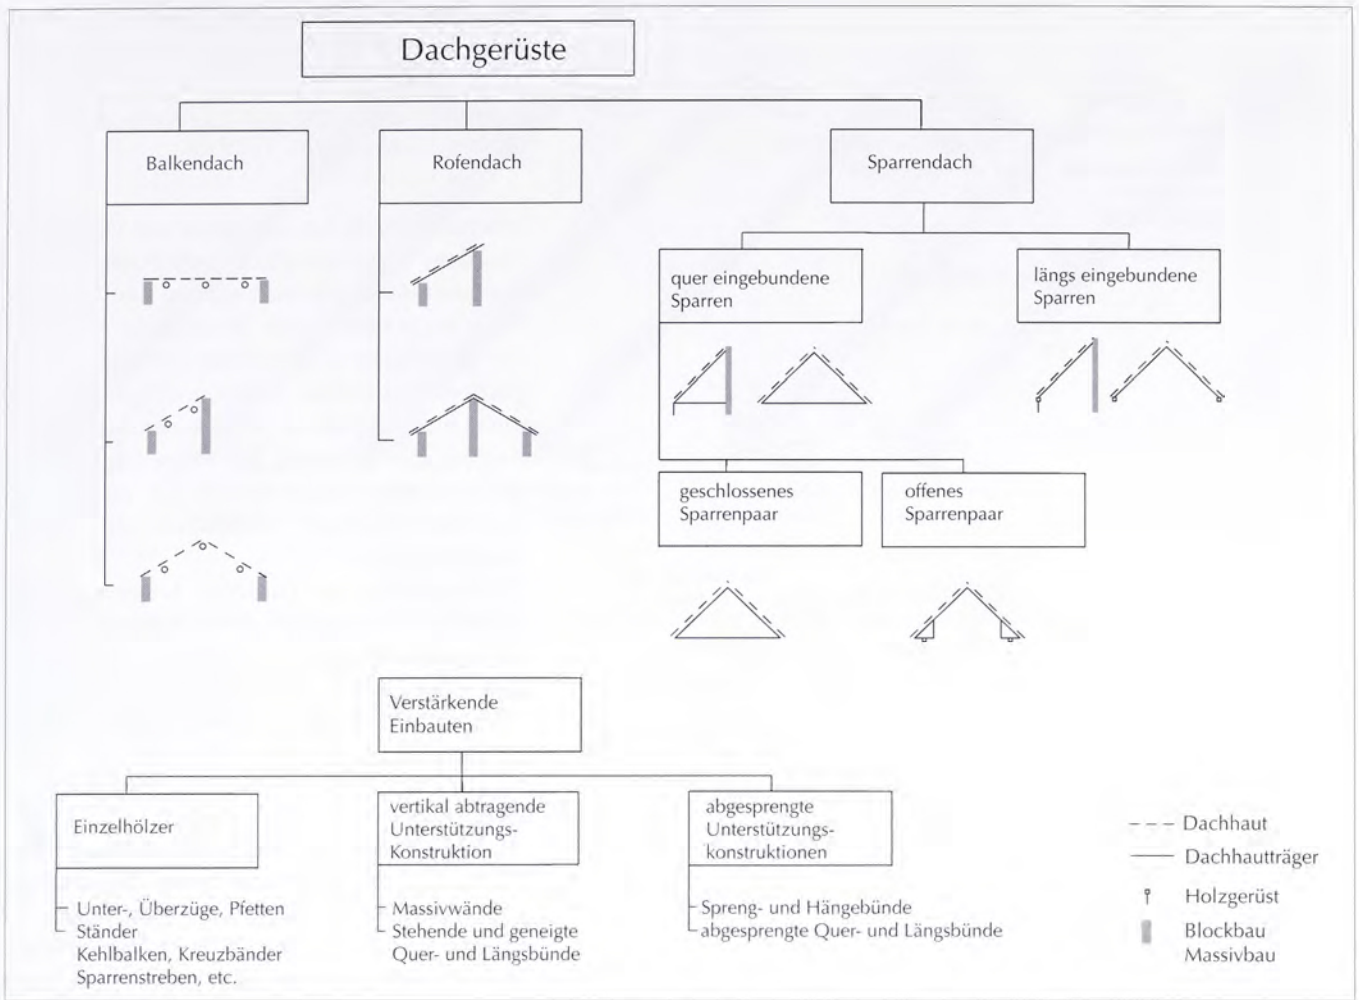 Dachgerüste
Balkendach
Rofendach
Sparrendach
quer eingebundene
Sparren
längs eingebundene
Sparren
geschlossenes
Sparrenpaar
offenes
Sparrenpaar
Verstärkende
Einbauten
Einzelhölzer
Unter-, Überzüge, Pfetten
Ständer
Kehlbalken, Kreuzbänder
Sparrenstreben, etc.
vertikal abtragende
Unterstützungs-
Konstruktion
Massivwände
Stehende und geneigte
Quer- und Längsbünde
abgesprengte
Unterstützungs-
konstruktionen
Spreng- und Hängebünde
abgesprengte Quer- und Längsbünde
Dachhaut
Dachhautträger
Holzgerüst
Blockbau
Massivbau